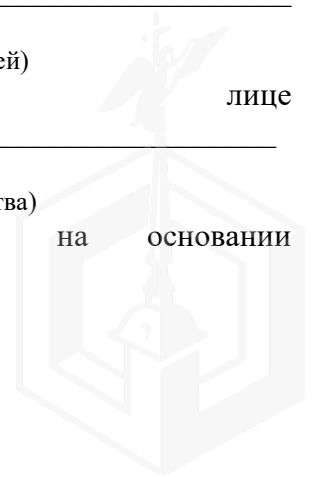 ей)
лице
тва)
на основании